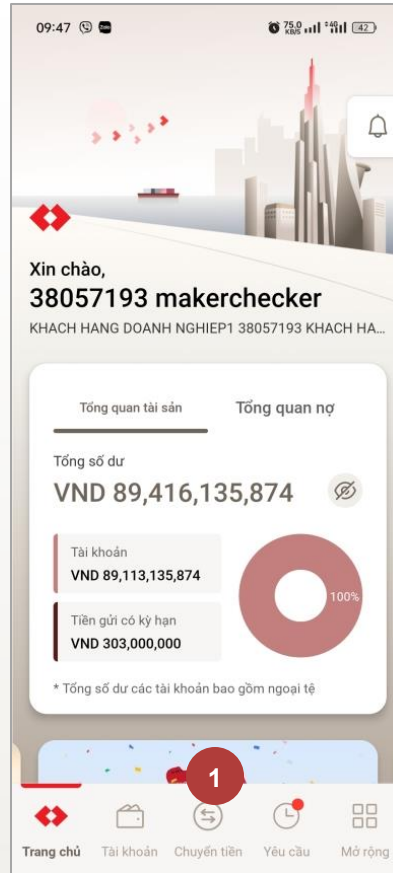 09:47 Zalo 75.0 KB/S 4G 42
Xin chào,
38057193 makerchecker
KHACH HANG DOANH NGHIEP1 38057193 KHACH HA...
Tổng quan tài sản Tổng quan nợ
Tổng số dư
VND 89,416,135,874
Tài khoản
VND 89,113,135,874
100%
Tiền gửi có kỳ hạn
VND 303,000,000
* Tổng số dư các tài khoản bao gồm ngoại tệ
1
Trang chủ Tài khoản Chuyển tiền Yêu cầu Mở rộng